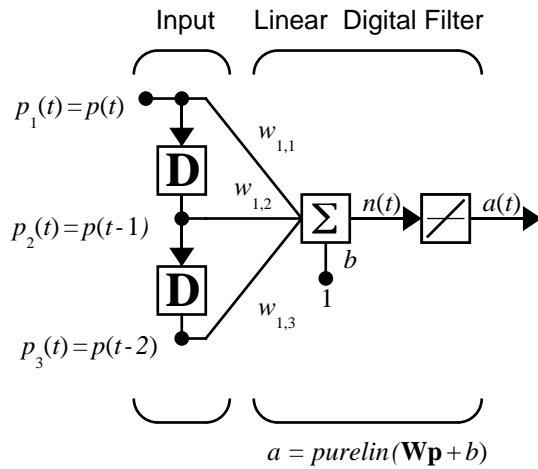 Input Linear Digital Filter
p1(t) = p(t)
w1,1
D
w1,2
n(t) a(t)
Σ
p2(t) = p(t - 1)
b
D
1
w1,3
p3(t) = p(t - 2)
a = purelin(Wp + b)